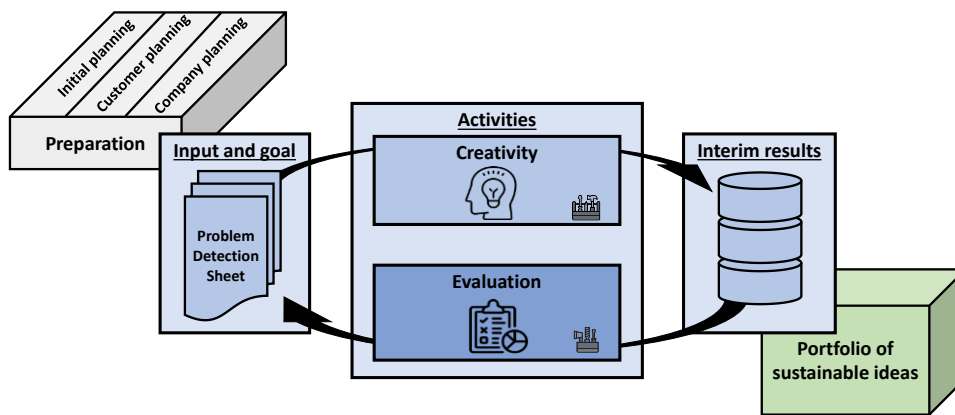 Initial planning
Customer planning
Company planning
Preparation
Input and goal
Problem
Detection
Sheet
Activities
Creativity
Evaluation
Interim results
Portfolio of
sustainable ideas